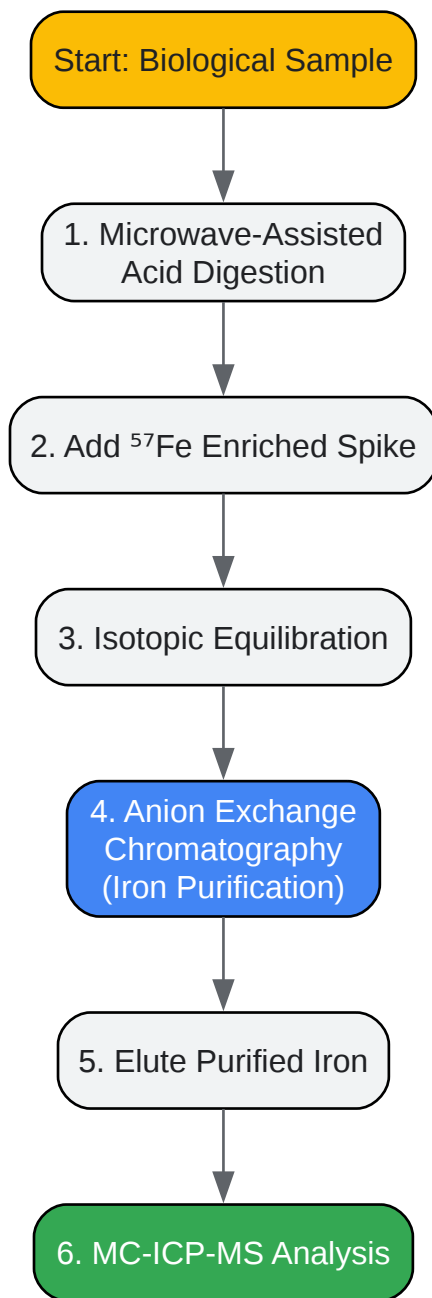 Start: Biological Sample
1. Microwave-Assisted
Acid Digestion
2. Add ⁵⁷Fe Enriched Spike
3. Isotopic Equilibration
4. Anion Exchange
Chromatography
(Iron Purification)
5. Elute Purified Iron
6. MC-ICP-MS Analysis